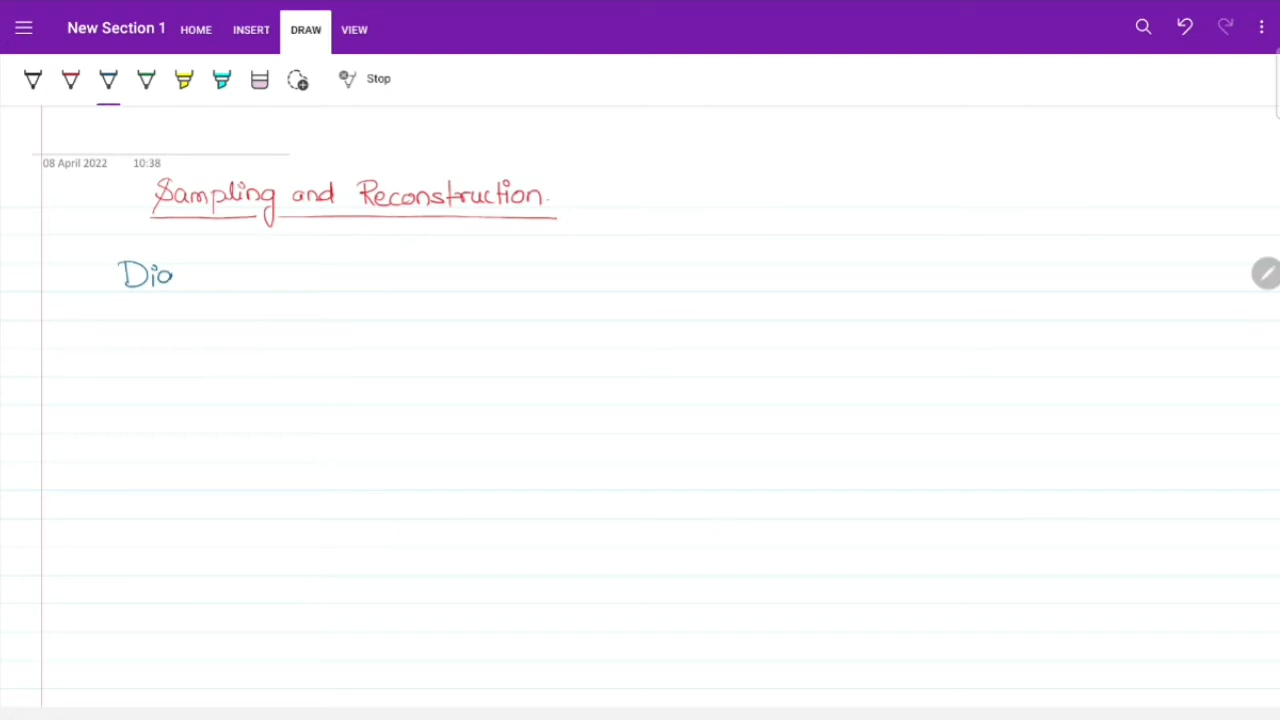 New Section 1 HOME INSERT DRAW VIEW
Stop
08 April 2022 10:38
Sampling and Reconstruction.
Dio